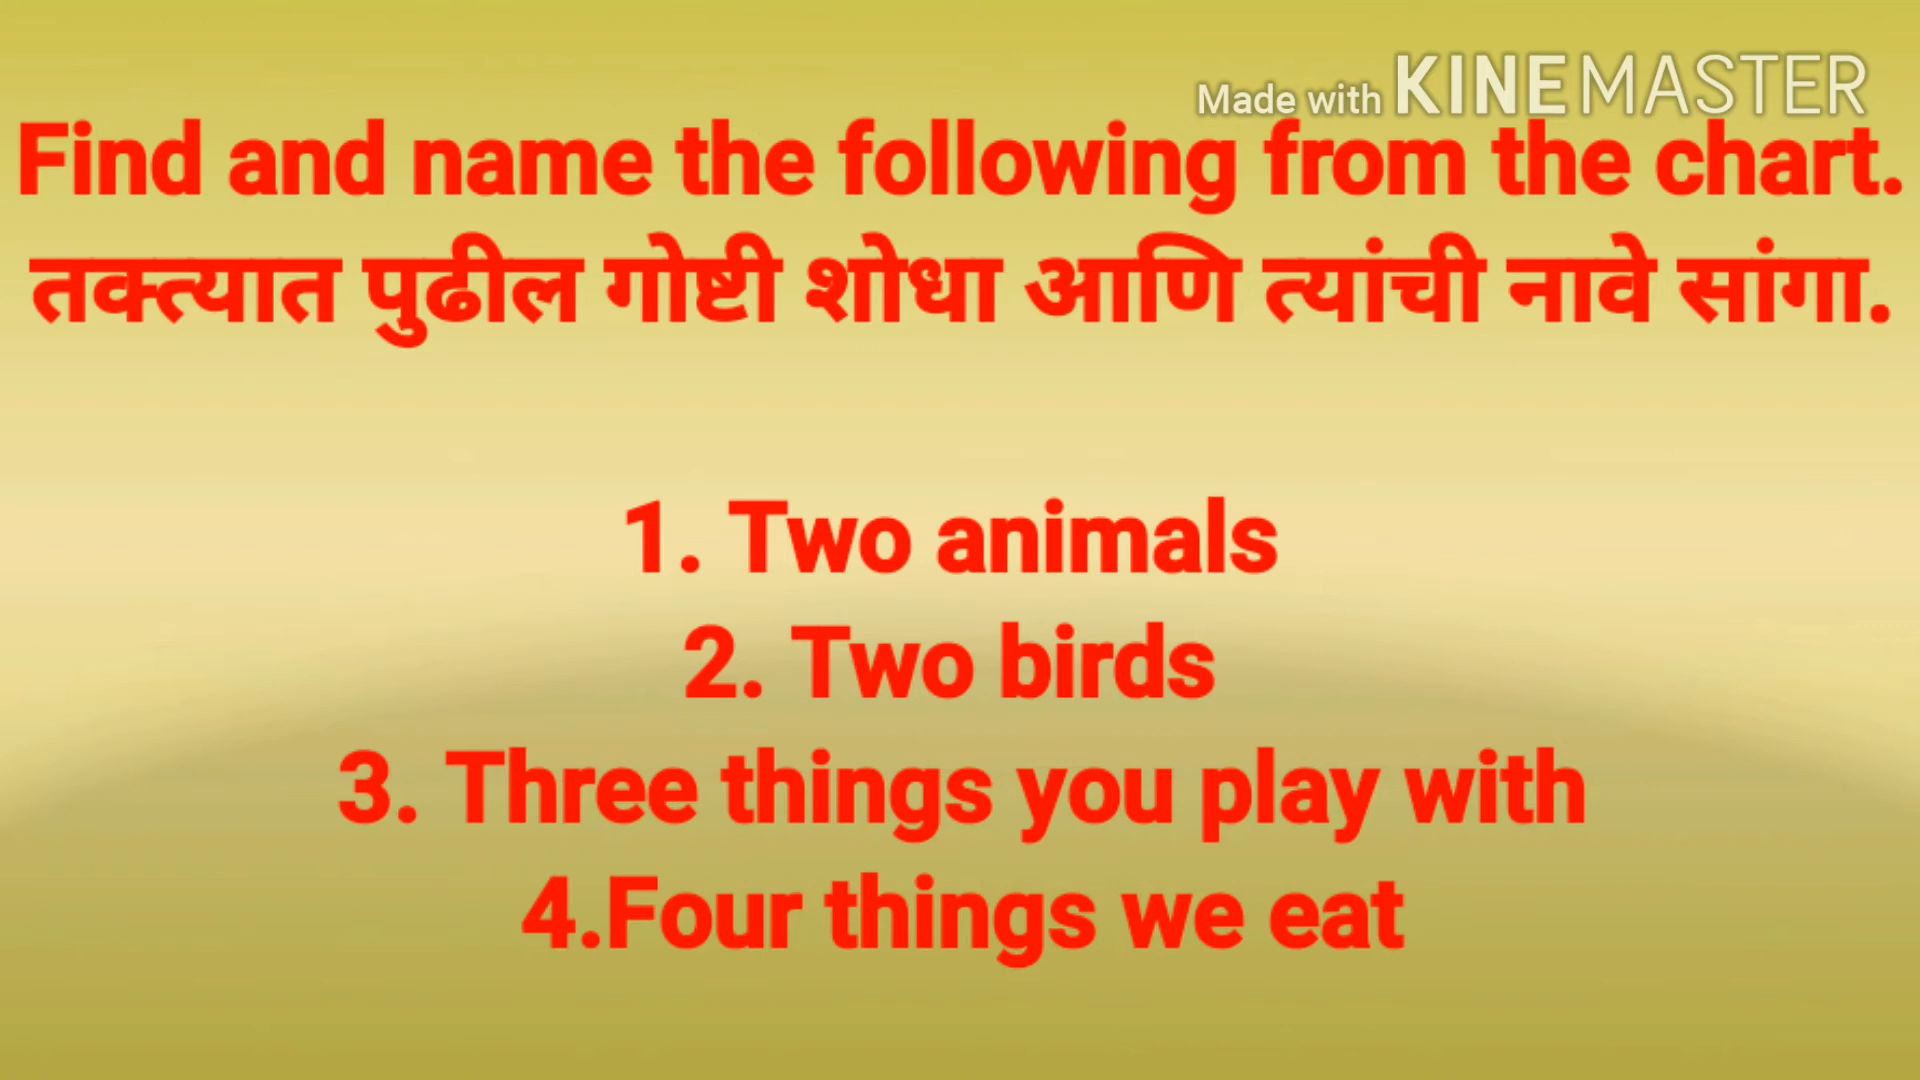 Made with KINEMASTER
Find and name the following from the chart.
तक्त्यात पुढील गोष्टी शोधा आणि त्यांची नावे सांगा.
1. Two animals
2. Two birds
3. Three things you play with
4.Four things we eat